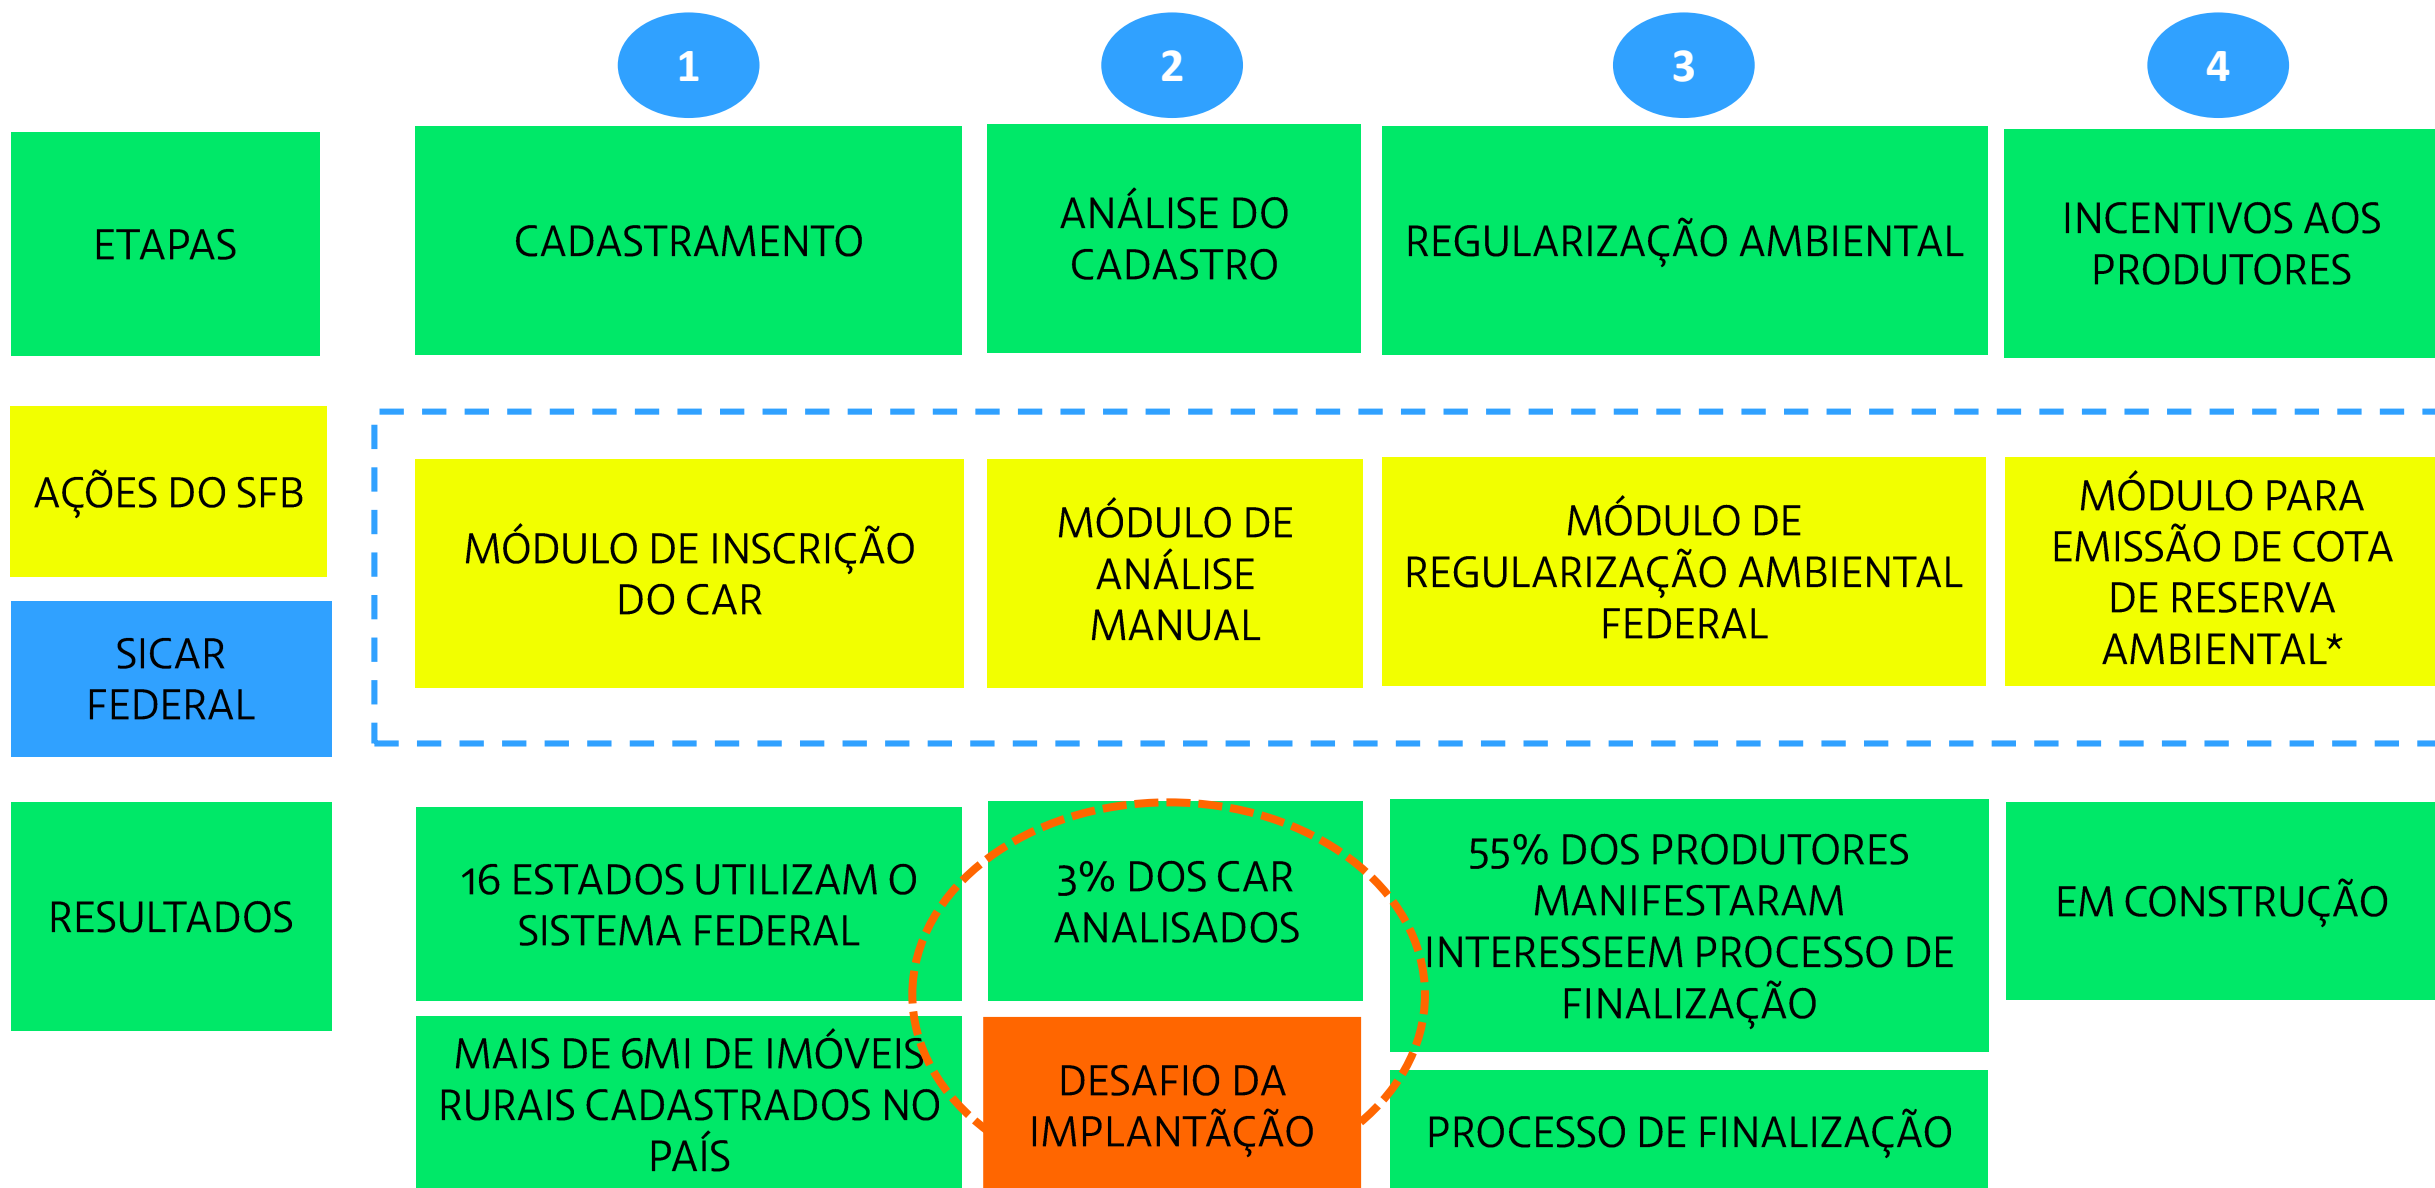 1
2
3
4
ETAPAS
CADASTRAMENTO
ANÁLISE DO
CADASTRO
REGULARIZAÇÃO AMBIENTAL
INCENTIVOS AOS
PRODUTORES
AÇÕES DO SFB
SICAR
FEDERAL
MÓDULO DE INSCRIÇÃO
DO CAR
MÓDULO DE
ANÁLISE
MANUAL
MÓDULO DE
REGULARIZAÇÃO AMBIENTAL
FEDERAL
MÓDULO PARA
EMISSÃO DE COTA
DE RESERVA
AMBIENTAL*
RESULTADOS
16 ESTADOS UTILIZAM O
SISTEMA FEDERAL
MAIS DE 6MI DE IMÓVEIS
RURAIS CADASTRADOS NO
PAÍS
3% DOS CAR
ANALISADOS
DESAFIO DA
IMPLANTÃÇÃO
55% DOS PRODUTORES
MANIFESTARAM
INTERESSEEM PROCESSO DE
FINALIZAÇÃO
PROCESSO DE FINALIZAÇÃO
EM CONSTRUÇÃO